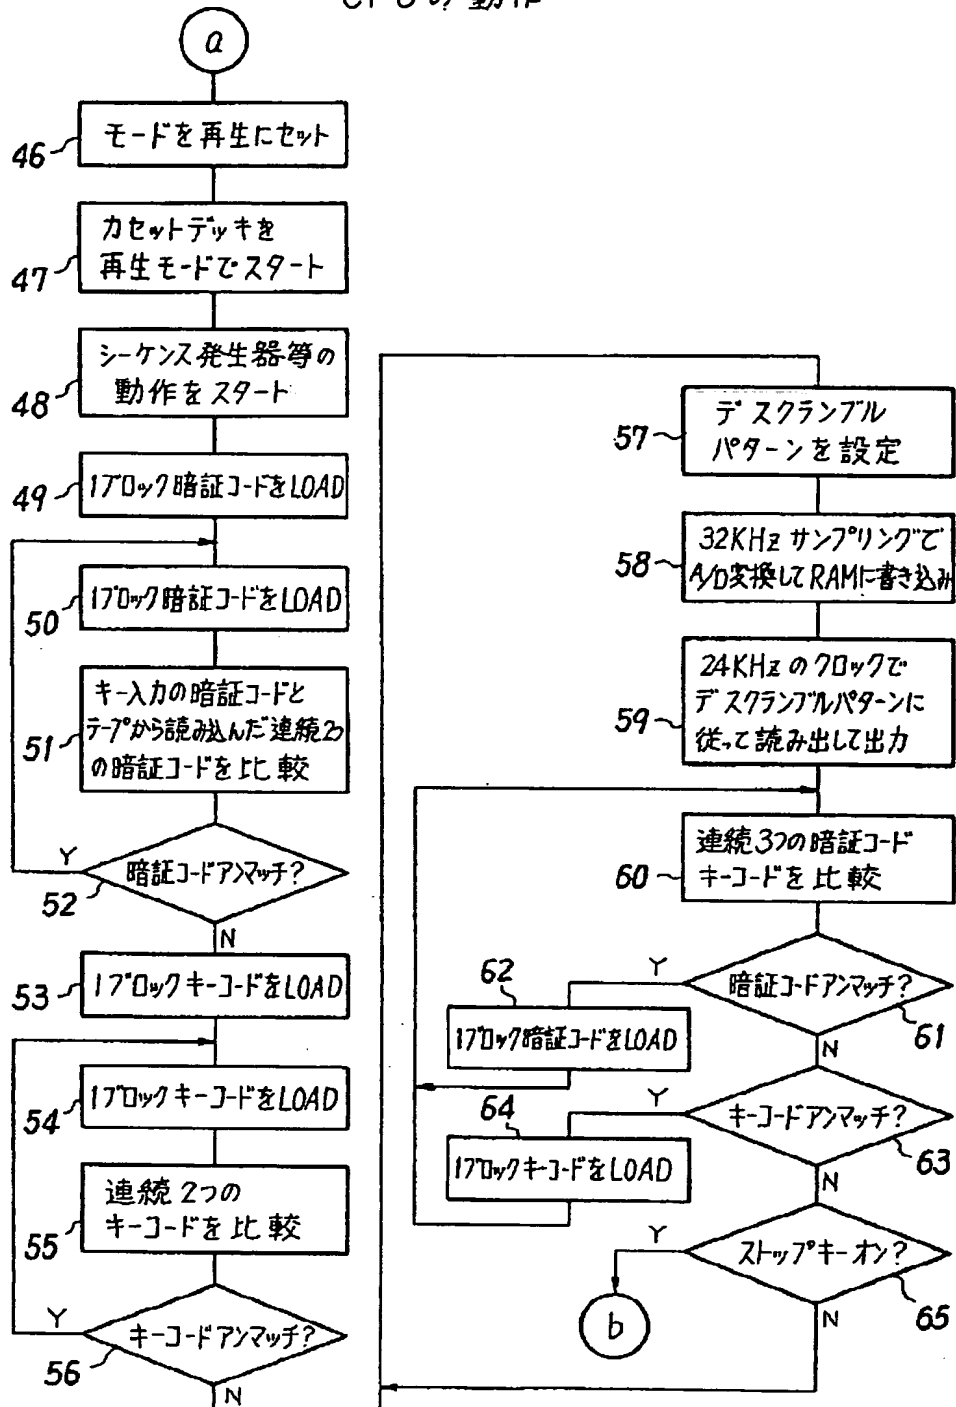 CPUの動作
a
46
モードを再生にセット
47
カセットデッキを
再生モードでスタート
48
シーケンス発生器等の
動作をスタート
49
1ブロック暗証コードをLOAD
50
1ブロック暗証コードをLOAD
51
キー入力の暗証コードと
テープから読み込んだ連続2つ
の暗証コードを比較
Y
暗証コードアンマッチ?
52
N
53
1ブロックキーコードをLOAD
54
1ブロックキーコードをLOAD
55
連続2つの
キーコードを比較
Y
キーコードアンマッチ?
56
N
57
デスクランブル
パターンを設定
58
32KHzサンプリングで
A/D変換してRAMに書き込み
59
24KHzのクロックで
デスクランブルパターンに
従って読み出して出力
60
連続3つの暗証コード
キーコードを比較
Y
暗証コードアンマッチ?
61
62
1ブロック暗証コードをLOAD
N
Y
キーコードアンマッチ?
63
64
1ブロックキーコードをLOAD
N
Y
ストップキーオン?
65
b
N